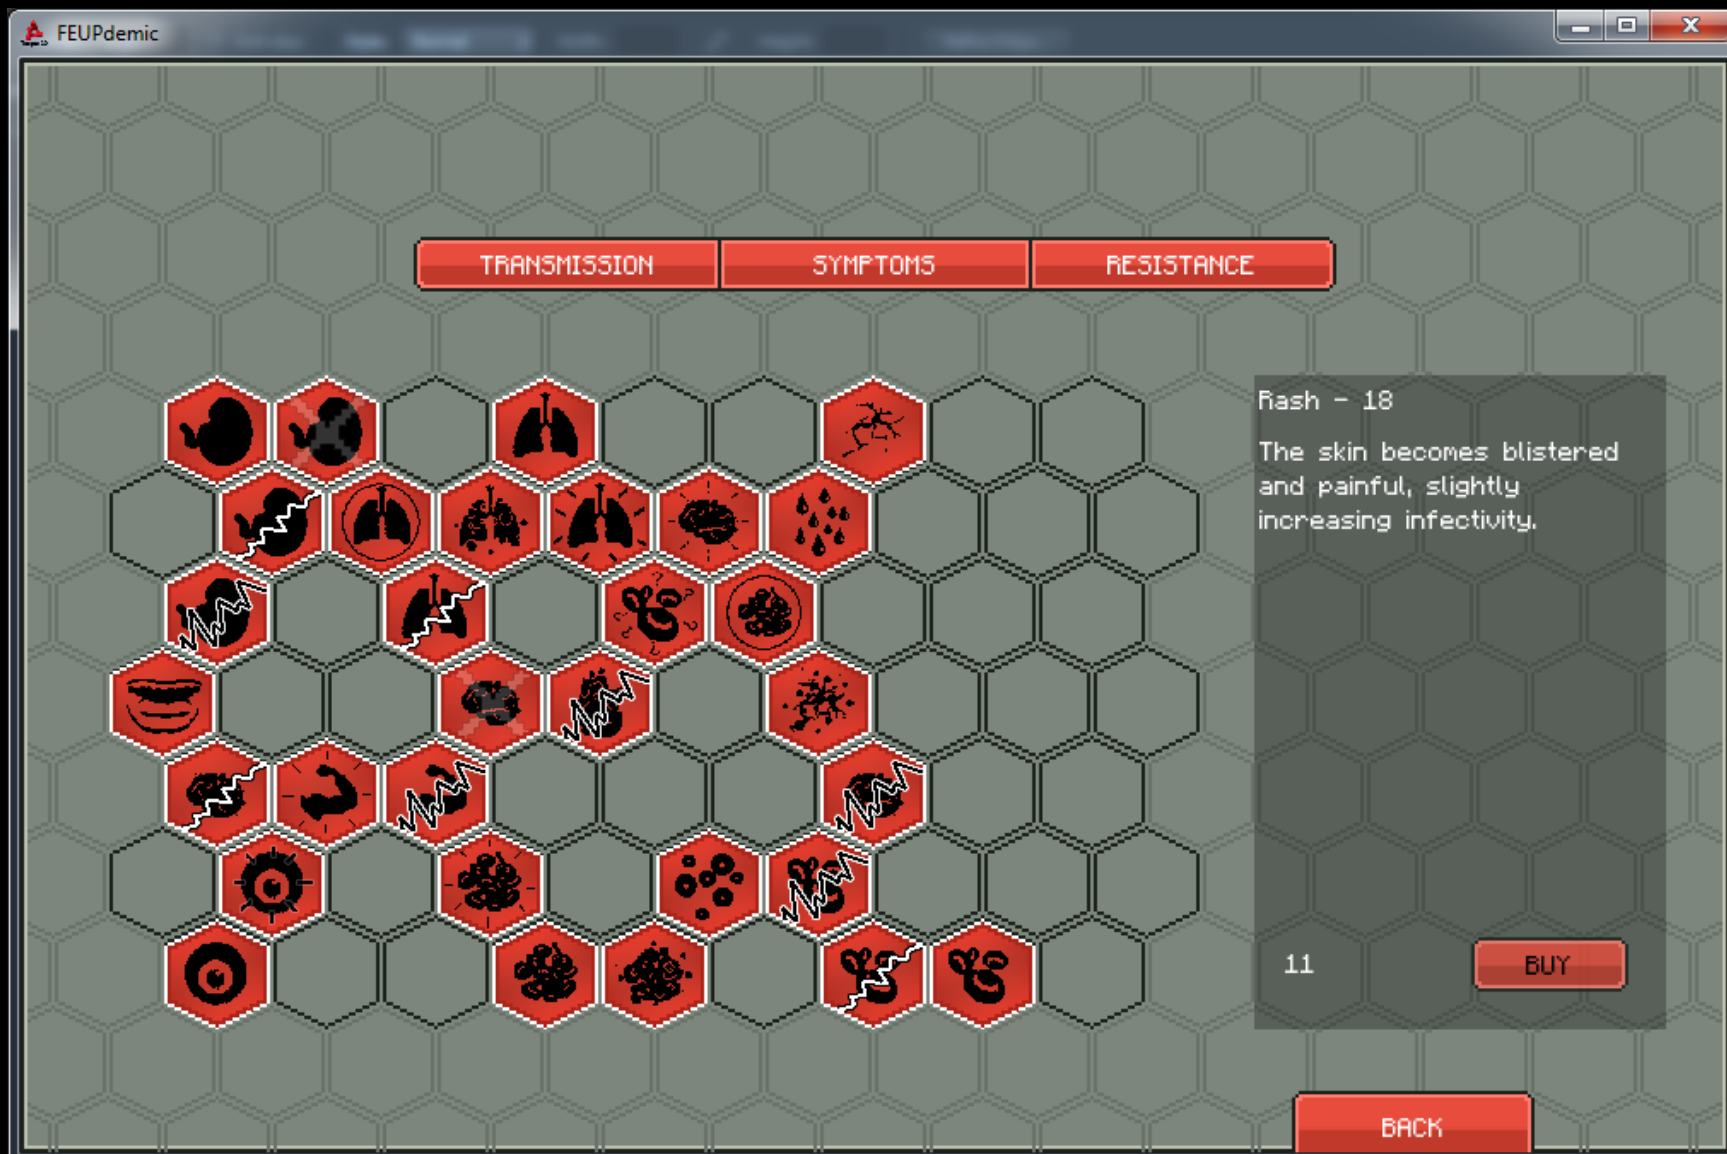 FEUPdemic
TRANSMISSION
SYMPTOMS
RESISTANCE
Rash - 18
The skin becomes blistered
and painful, slightly
increasing infectivity.
11
BUY
BACK